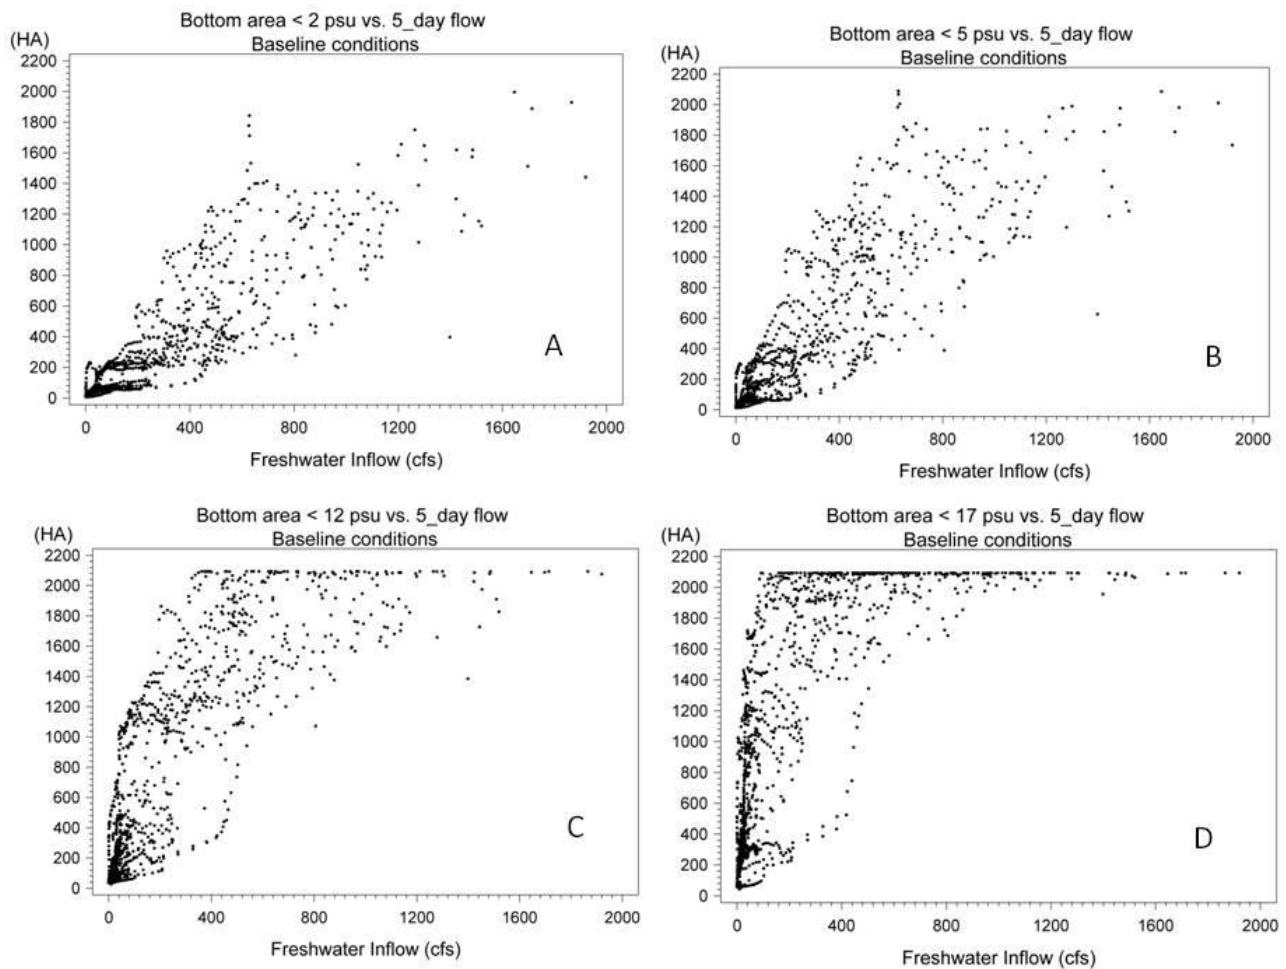 Bottom area < 2 psu vs. 5_day flow
Baseline conditions
(HA)
2200
2000
1800
1600
1400
1200
1000
800
600
400
200
0
A
0 400 800 1200 1600 2000
Freshwater Inflow (cfs)
Bottom area < 5 psu vs. 5_day flow
Baseline conditions
(HA)
2200
2000
1800
1600
1400
1200
1000
800
600
400
200
0
B
0 400 800 1200 1600 2000
Freshwater Inflow (cfs)
Bottom area < 12 psu vs. 5_day flow
Baseline conditions
(HA)
2200
2000
1800
1600
1400
1200
1000
800
600
400
200
0
C
0 400 800 1200 1600 2000
Freshwater Inflow (cfs)
Bottom area < 17 psu vs. 5_day flow
Baseline conditions
(HA)
2200
2000
1800
1600
1400
1200
1000
800
600
400
200
0
D
0 400 800 1200 1600 2000
Freshwater Inflow (cfs)